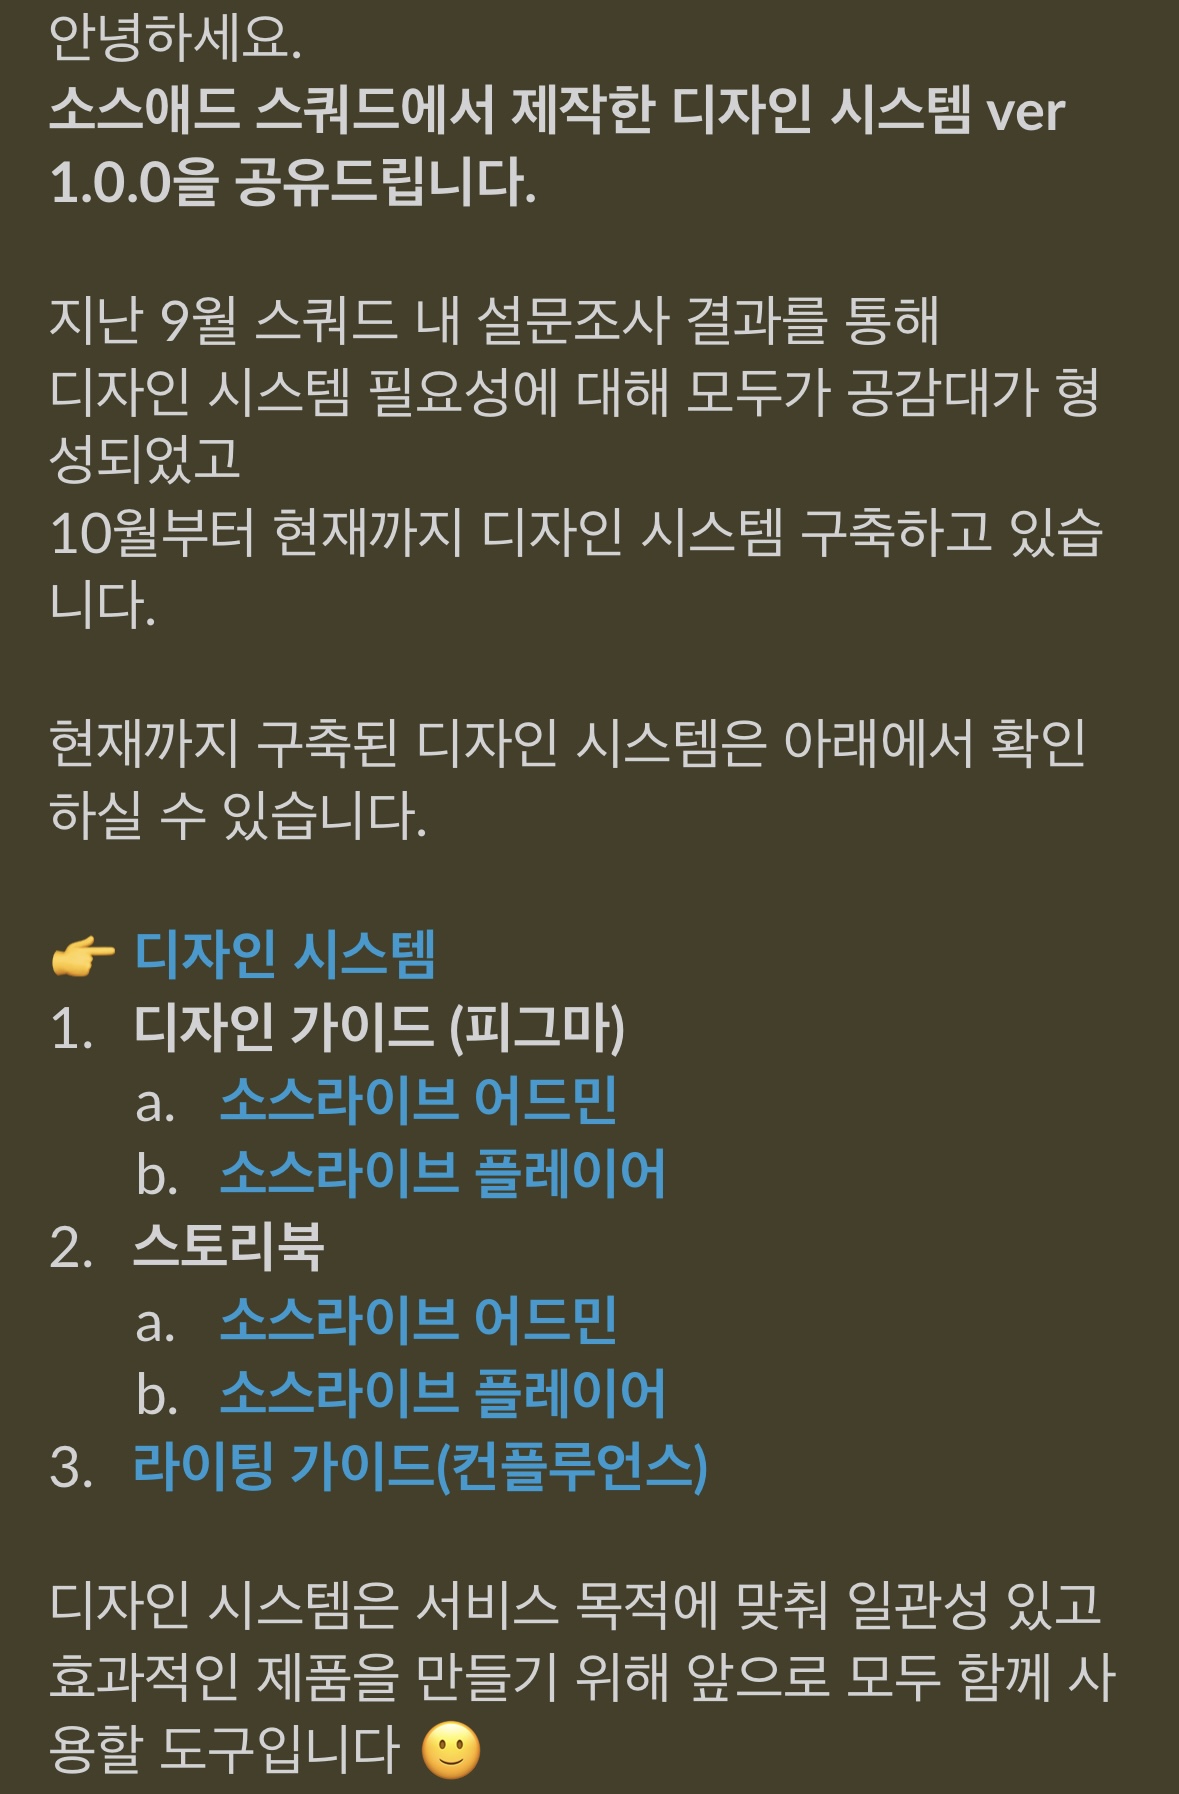 안녕하세요.
소스애드 스쿼드에서 제작한 디자인 시스템 ver
1.0.0을 공유드립니다.
지난 9월 스쿼드 내 설문조사 결과를 통해
디자인 시스템 필요성에 대해 모두가 공감대가 형
성되었고
10월부터 현재까지 디자인 시스템 구축하고 있습
니다.
현재까지 구축된 디자인 시스템은 아래에서 확인
하실 수 있습니다.
👉 디자인 시스템
1. 디자인 가이드 (피그마)
a. 소스라이브 어드민
b. 소스라이브 플레이어
2. 스토리북
a. 소스라이브 어드민
b. 소스라이브 플레이어
3. 라이팅 가이드(컨플루언스)
디자인 시스템은 서비스 목적에 맞춰 일관성 있고
효과적인 제품을 만들기 위해 앞으로 모두 함께 사
용할 도구입니다 🙂